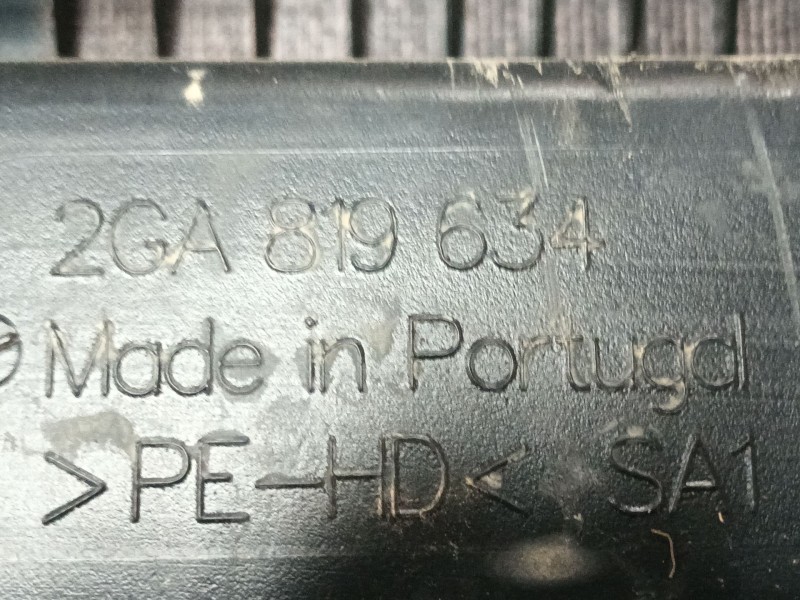 2GA 819 634
Made in Portugal
>PE-HD< SA1